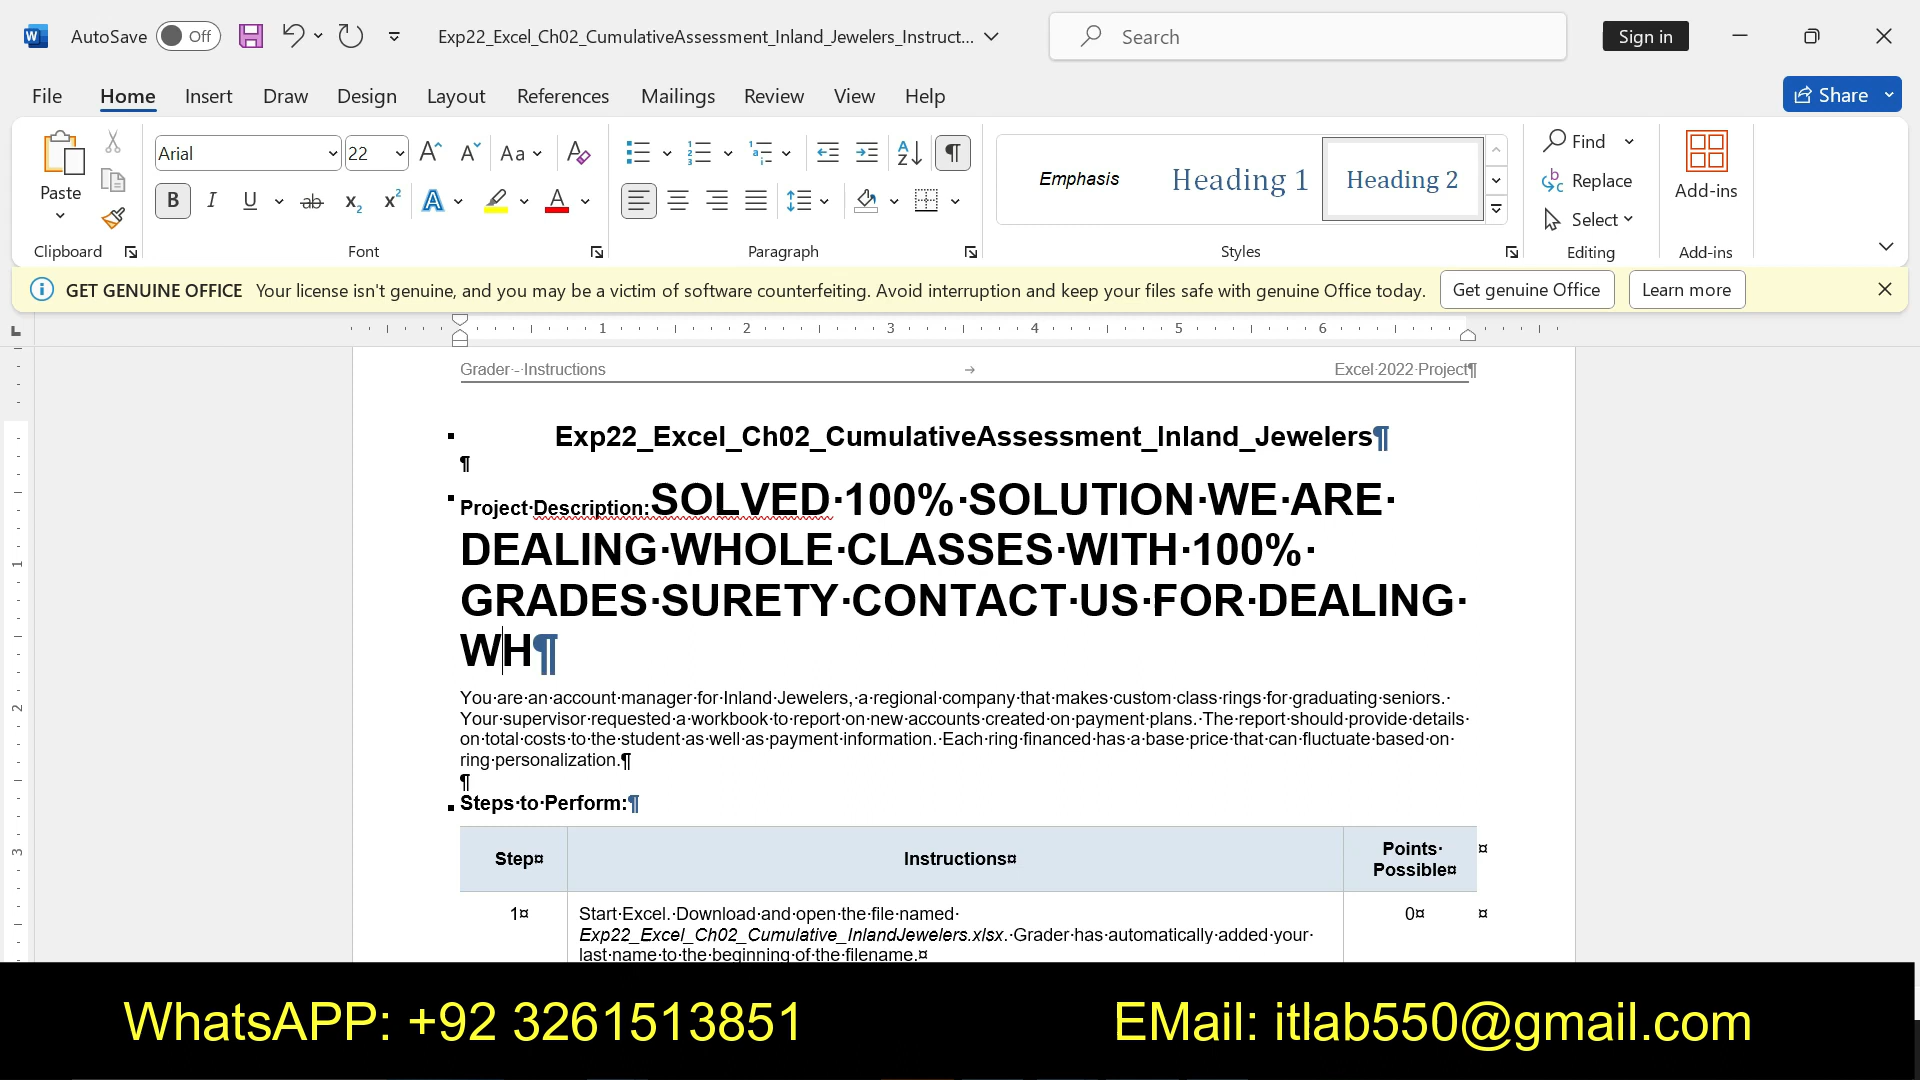 AutoSave Off
Exp22_Excel_Ch02_CumulativeAssessment_Inland_Jewelers_Instruct...
Search
Sign in
File Home Insert Draw Design Layout References Mailings Review View Help
Share
Paste
Clipboard
Arial 22
Font
Paragraph
Emphasis Heading 1 Heading 2
Styles
Find
Replace
Select
Editing
Add-ins
Add-ins
GET GENUINE OFFICE Your license isn't genuine, and you may be a victim of software counterfeiting. Avoid interruption and keep your files safe with genuine Office today. Get genuine Office Learn more
1 2 3 4 5 6
Grader·-·Instructions → Excel·2022·Project¶
Exp22_Excel_Ch02_CumulativeAssessment_Inland_Jewelers¶
¶
Project·Description:SOLVED·100%·SOLUTION·WE·ARE·
DEALING·WHOLE·CLASSES·WITH·100%·
GRADES·SURETY·CONTACT·US·FOR·DEALING·
WH¶
You·are·an·account·manager·for·Inland·Jewelers,·a·regional·company·that·makes·custom·class·rings·for·graduating·seniors.·
Your·supervisor·requested·a·workbook·to·report·on·new·accounts·created·on·payment·plans.·The·report·should·provide·details·
on·total·costs·to·the·student·as·well·as·payment·information.·Each·ring·financed·has·a·base·price·that·can·fluctuate·based·on·
ring·personalization.¶
¶
Steps·to·Perform:¶
Step¤ Instructions¤ Points·
Possible¤ ¤
1¤ Start·Excel.·Download·and·open·the·file·named· 0¤ ¤
Exp22_Excel_Ch02_Cumulative_InlandJewelers.xlsx.·Grader·has·automatically·added·your·
last·name·to·the·beginning·of·the·filename.¤
WhatsAPP: +92 3261513851
EMail: itlab550@gmail.com